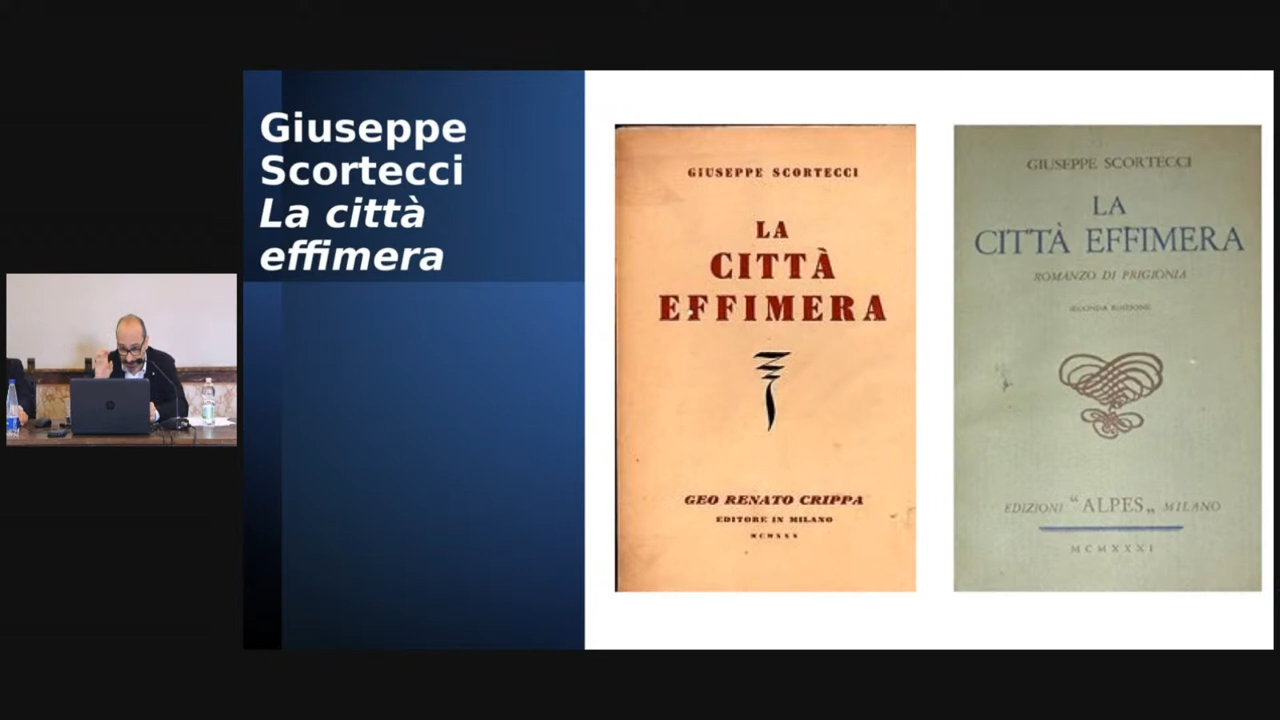 Giuseppe
Scortecci
La città
effimera
GIUSEPPE SCORTECCI
LA
CITTÀ
EFFIMERA
GEO RENATO CRIPPA
EDITORE IN MILANO
MCMXXX
GIUSEPPE SCORTECCI
LA
CITTÀ EFFIMERA
ROMANZO DI PRIGIONIA
SECONDA EDIZIONE
EDIZIONI “ALPES„ MILANO
MCMXXXI